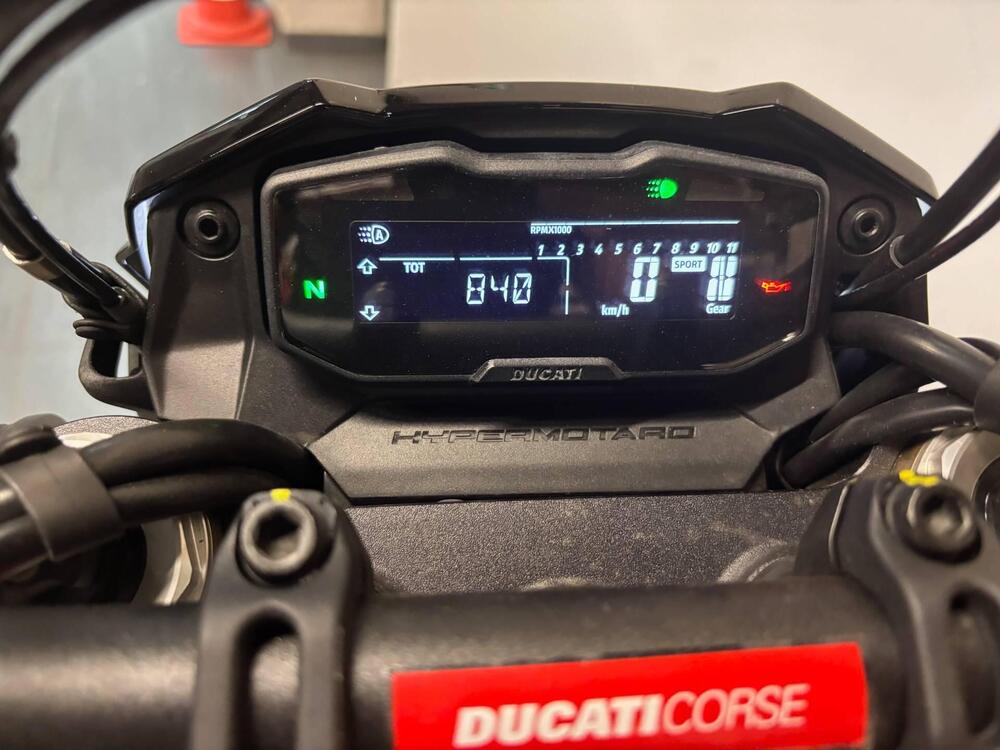 A
RPMX1000
1 2 3 4 5 6 7 8 9 10 11
TOT
SPORT
N
840
0
N
km/h
Gear
DUCATI
HYPERMOTARD
DUCATICORSE